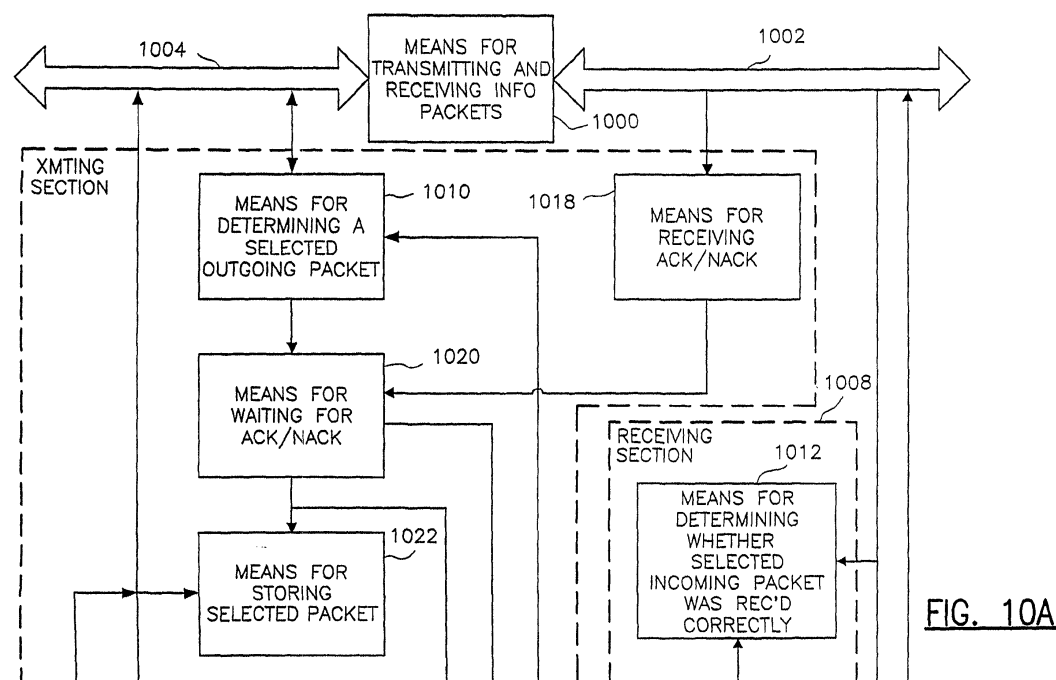 1004
MEANS FOR
TRANSMITTING AND
RECEIVING INFO
PACKETS
1002
1000
XMTING
SECTION
MEANS FOR
DETERMINING A
SELECTED
OUTGOING PACKET
1010
1018
MEANS FOR
RECEIVING
ACK/NACK
MEANS FOR
WAITING FOR
ACK/NACK
1020
1008
RECEIVING
SECTION
1012
MEANS FOR
DETERMINING
WHETHER
SELECTED
INCOMING PACKET
WAS REC'D
CORRECTLY
MEANS FOR
STORING
SELECTED PACKET
1022
FIG. 10A